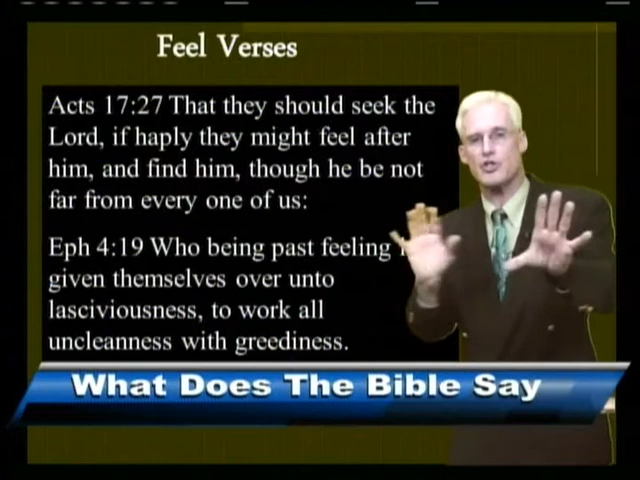 Feel Verses
Acts 17:27 That they should seek the
Lord, if haply they might feel after
him, and find him, though he be not
far from every one of us:
Eph 4:19 Who being past feeling
given themselves over unto
lasciviousness, to work all
uncleanness with greediness.
What Does The Bible Say